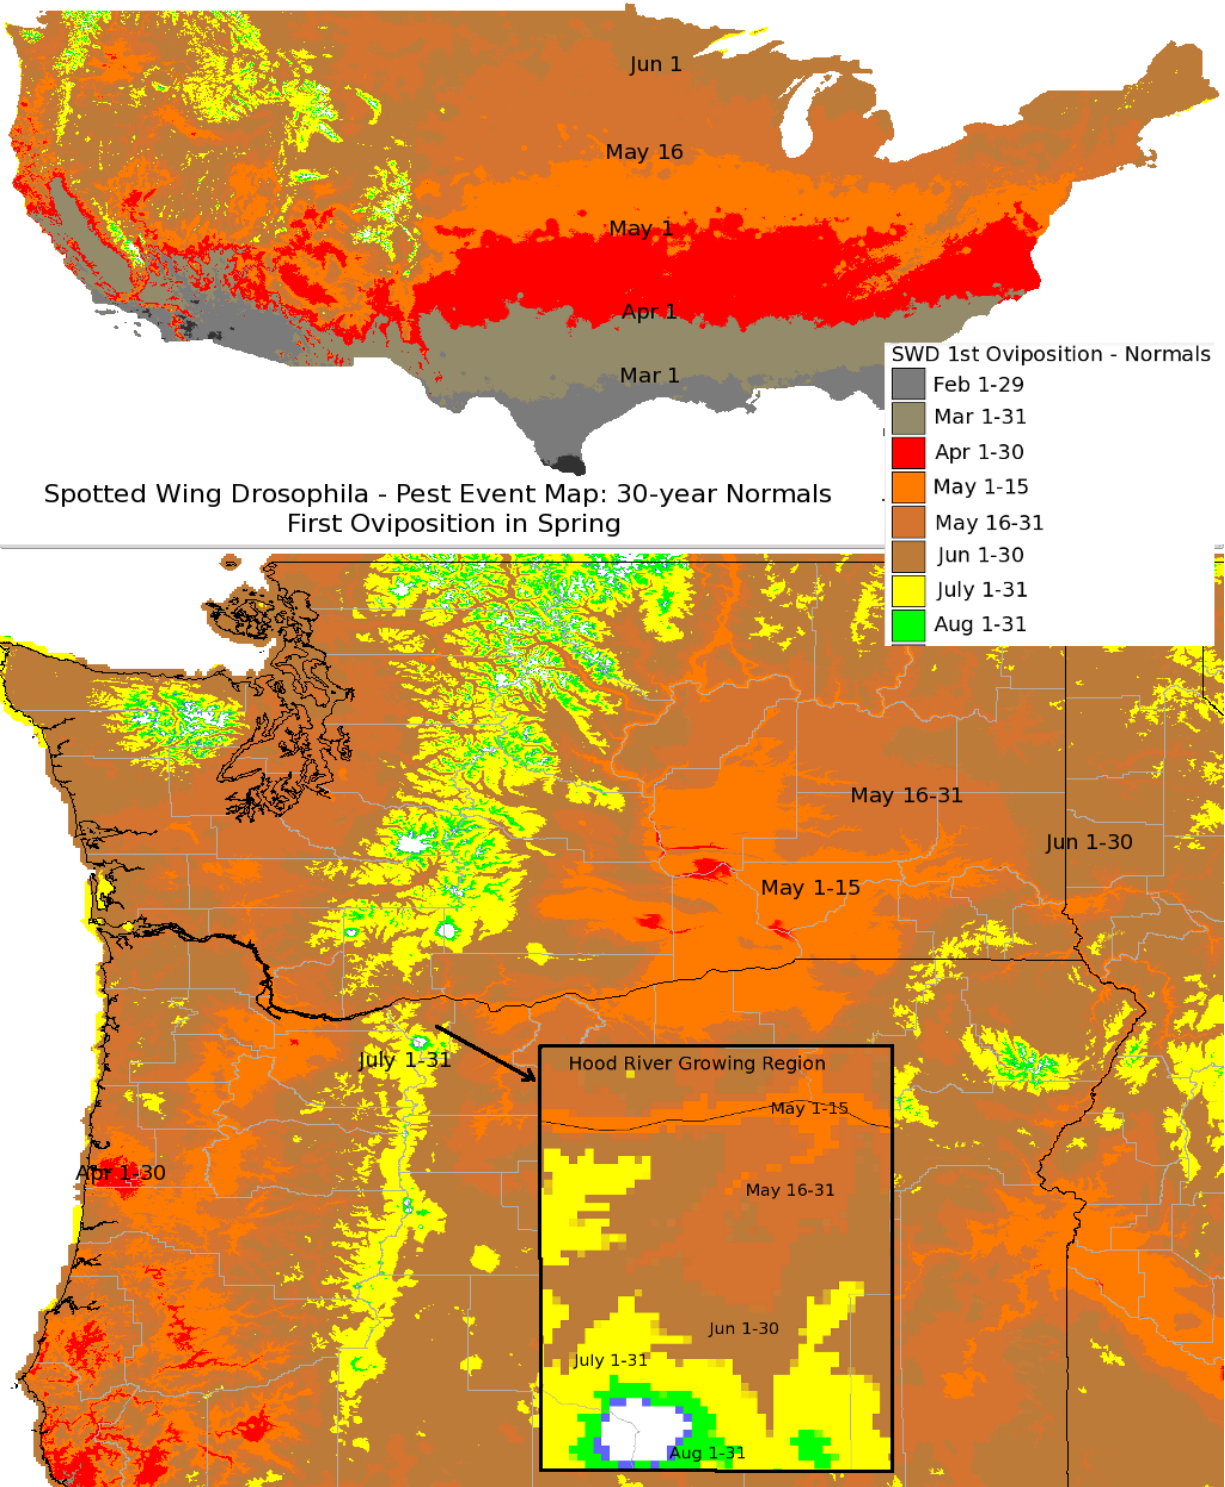 Jun 1
May 16
May 1
Apr 1
Mar 1
SWD 1st Oviposition - Normals
Feb 1-29
Mar 1-31
Apr 1-30
May 1-15
May 16-31
Jun 1-30
July 1-31
Aug 1-31
Spotted Wing Drosophila - Pest Event Map: 30-year Normals
First Oviposition in Spring
May 16-31
Jun 1-30
May 1-15
July 1-31
Apr 1-30
Hood River Growing Region
May 1-15
May 16-31
Jun 1-30
July 1-31
Aug 1-31